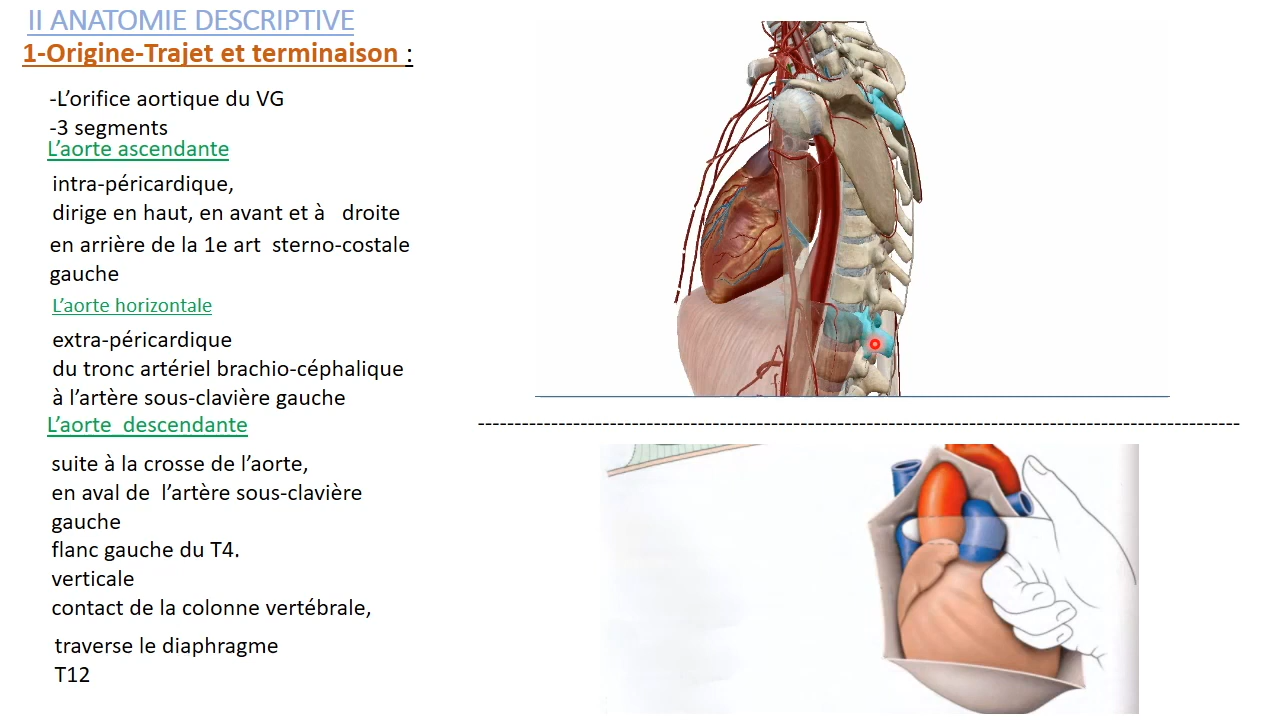 II ANATOMIE DESCRIPTIVE
1-Origine-Trajet et terminaison :
-L’orifice aortique du VG
-3 segments
L’aorte ascendante
intra-péricardique,
dirige en haut, en avant et à droite
en arrière de la 1e art sterno-costale
gauche
L’aorte horizontale
extra-péricardique
du tronc artériel brachio-céphalique
à l’artère sous-clavière gauche
L’aorte descendante
suite à la crosse de l’aorte,
en aval de l’artère sous-clavière
gauche
flanc gauche du T4.
verticale
contact de la colonne vertébrale,
traverse le diaphragme
T12